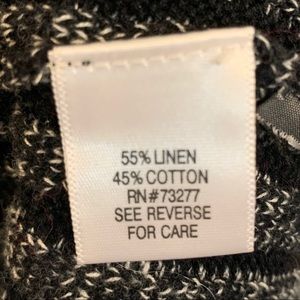 55% LINEN
45% COTTON
RN#73277
SEE REVERSE
FOR CARE